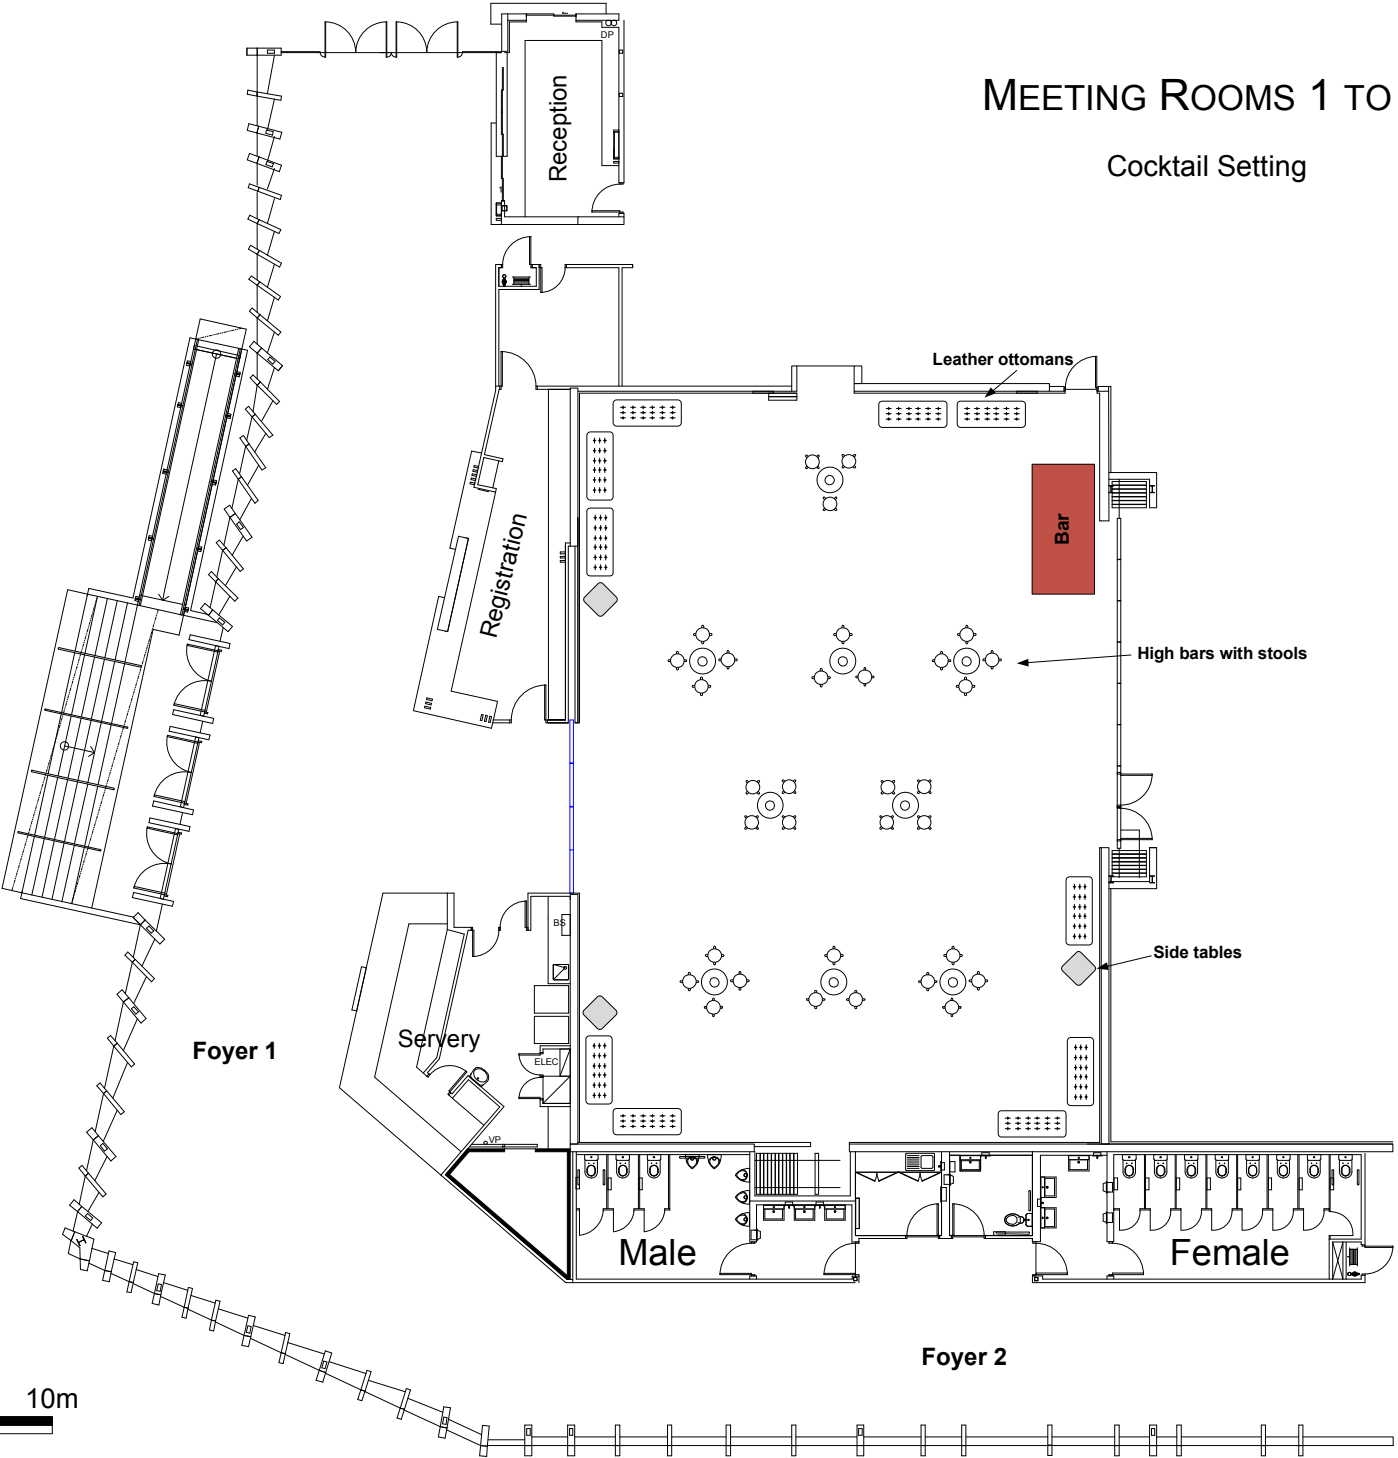 MEETING ROOMS 1 TO
Cocktail Setting
DP
Reception
Leather ottomans
Bar
Registration
High bars with stools
BS
Side tables
Servery
Foyer 1
ELEC
VP
Male
Female
Foyer 2
10m